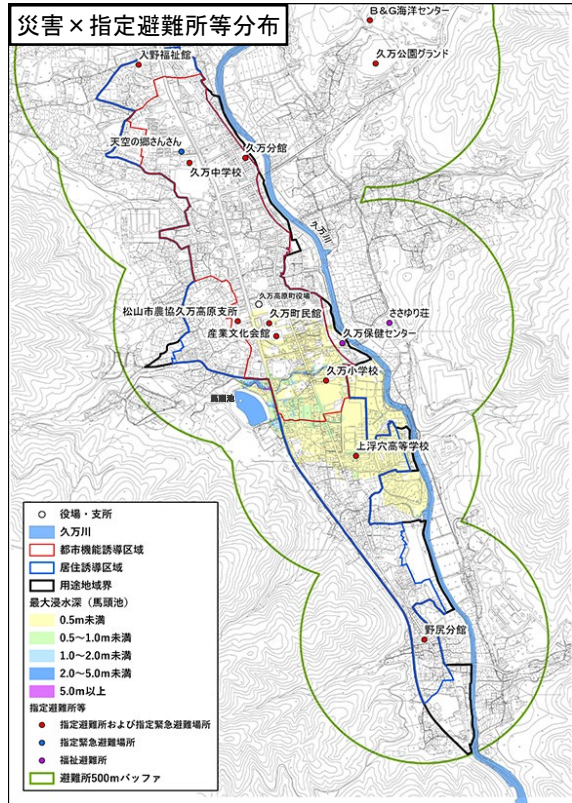 災害×指定避難所等分布
B&G海洋センター
久万公園グランド
入野福祉館
天空の郷さんさん
久万分館
久万中学校
久万川
久万高原町役場
ささゆり荘
松山市農協久万高原支所
久万町民館
産業文化会館
久万保健センター
久万小学校
馬頭池
上浮穴高等学校
野尻分館
役場・支所
久万川
都市機能誘導区域
居住誘導区域
用途地域界
最大浸水深（馬頭池）
0.5m未満
0.5～1.0m未満
1.0～2.0m未満
2.0～5.0m未満
5.0m以上
指定避難所等
指定避難所および指定緊急避難場所
指定緊急避難場所
福祉避難所
避難所500mバッファ